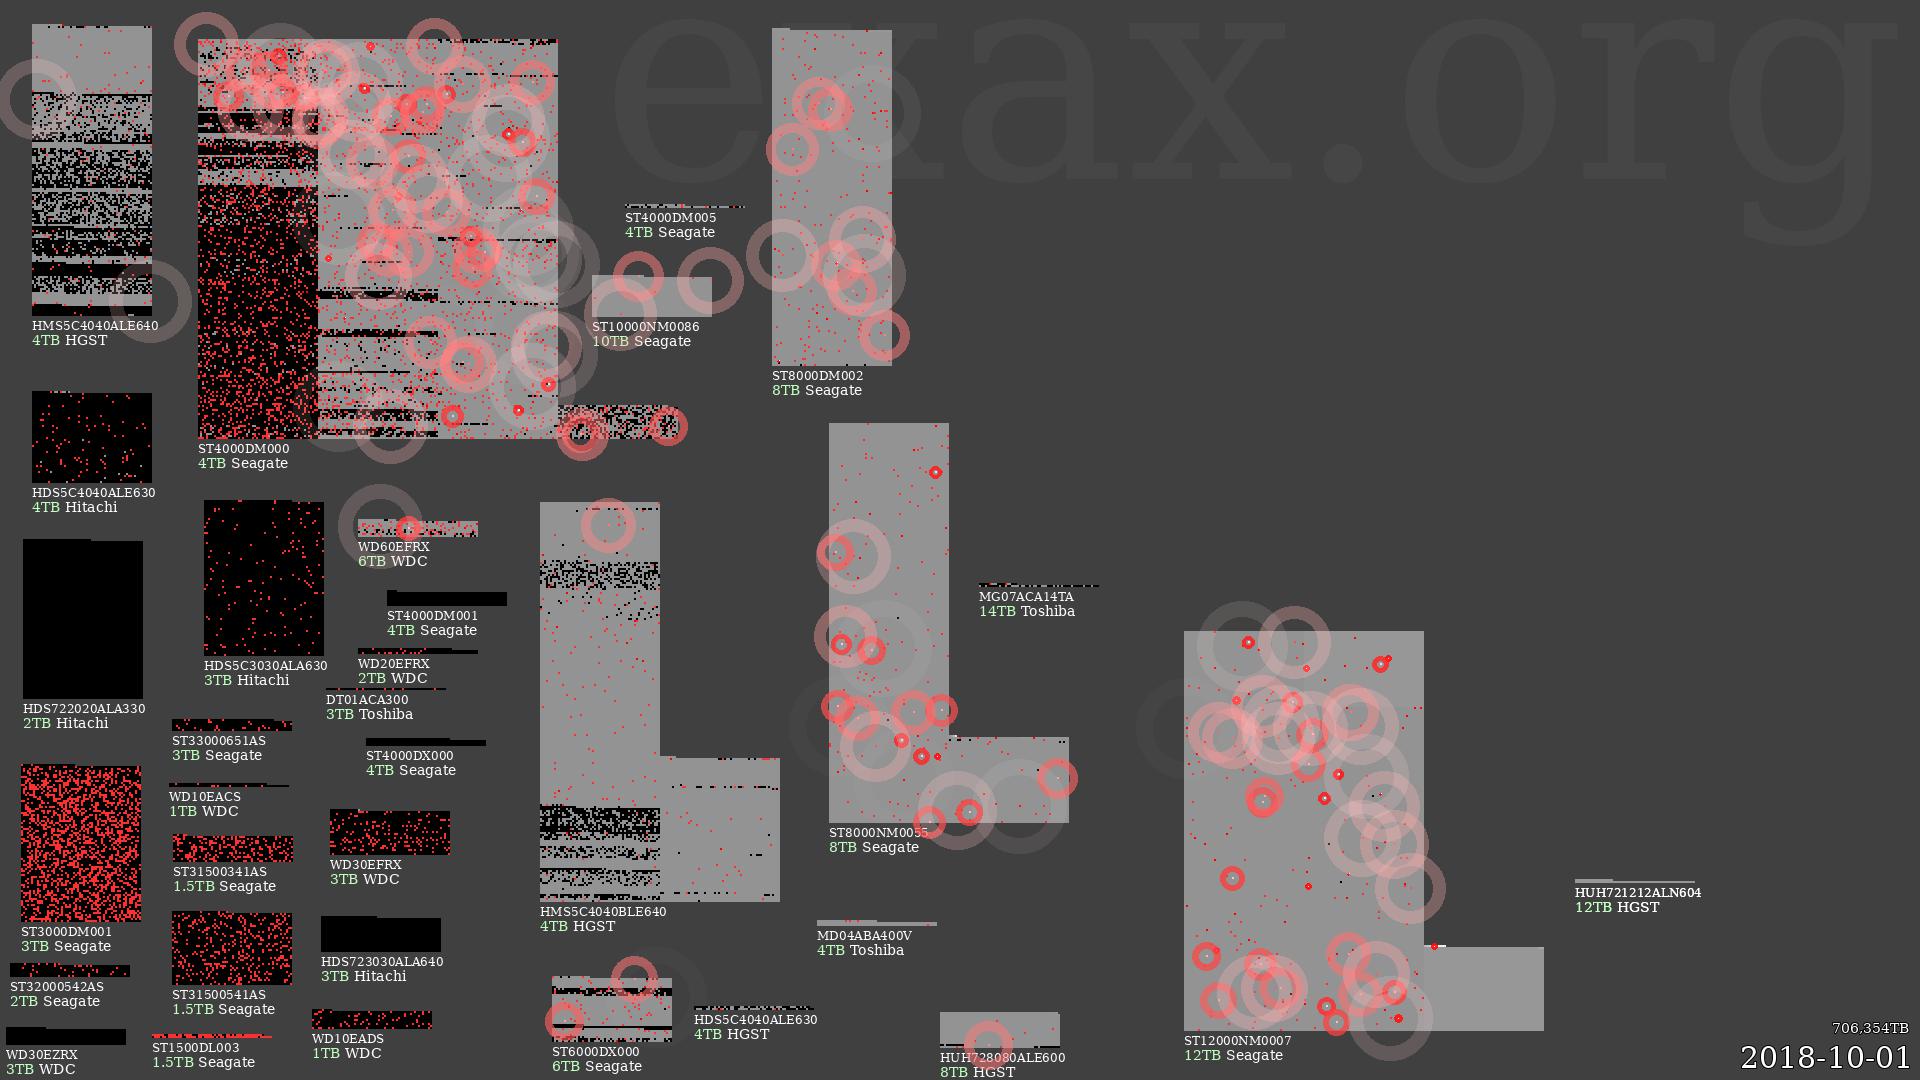 exax.org
HMS5C4040ALE640
4TB HGST
ST4000DM000
4TB Seagate
ST4000DM005
4TB Seagate
ST10000NM0086
10TB Seagate
ST8000DM002
8TB Seagate
HDS5C4040ALE630
4TB Hitachi
HDS722020ALA330
2TB Hitachi
HDS5C3030ALA630
3TB Hitachi
WD60EFRX
6TB WDC
ST4000DM001
4TB Seagate
WD20EFRX
2TB WDC
DT01ACA300
3TB Toshiba
ST33000651AS
3TB Seagate
ST4000DX000
4TB Seagate
WD10EACS
1TB WDC
ST31500341AS
1.5TB Seagate
WD30EFRX
3TB WDC
ST3000DM001
3TB Seagate
ST31500541AS
1.5TB Seagate
HDS723030ALA640
3TB Hitachi
ST32000542AS
2TB Seagate
WD30EZRX
3TB WDC
ST1500DL003
1.5TB Seagate
WD10EADS
1TB WDC
HMS5C4040BLE640
4TB HGST
ST6000DX000
6TB Seagate
HDS5C4040ALE630
4TB HGST
MD04ABA400V
4TB Toshiba
ST8000NM0055
8TB Seagate
MG07ACA14TA
14TB Toshiba
HUH728080ALE600
8TB HGST
ST12000NM0007
12TB Seagate
HUH721212ALN604
12TB HGST
706,354TB
2018-10-01